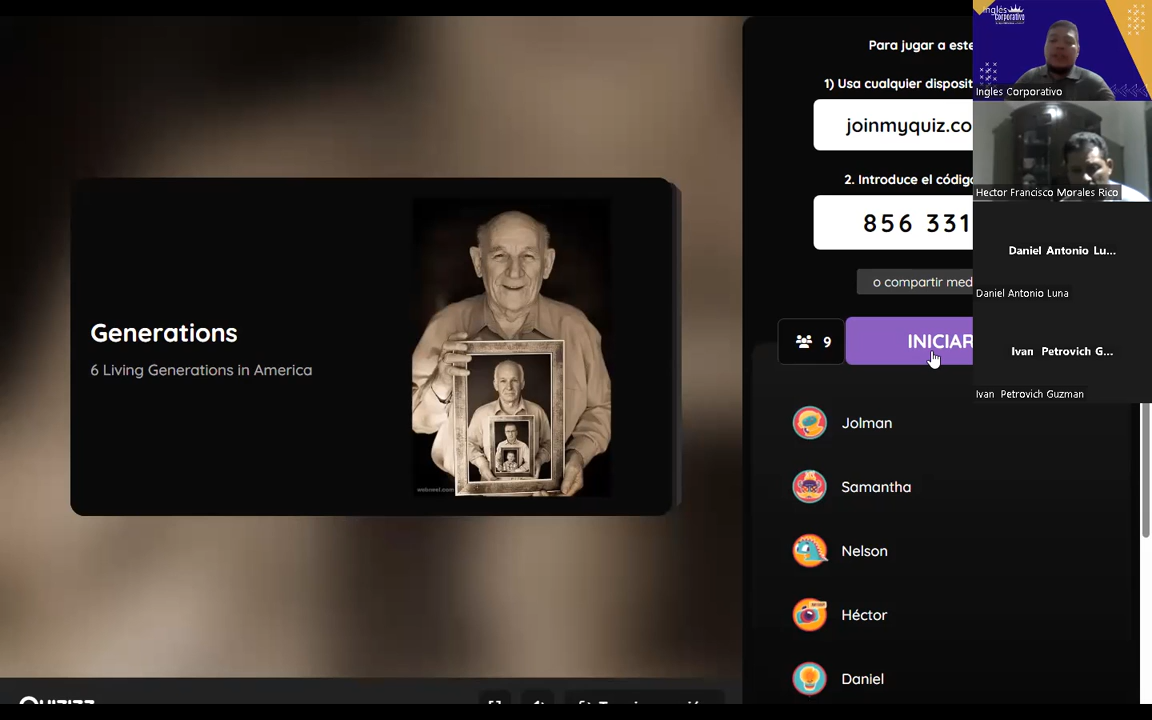 Generations
6 Living Generations in America
Para jugar a este
1) Usa cualquier disposit
joinmyquiz.co
2. Introduce el código
856 331
o compartir med
9
INICIAR
Jolman
Samantha
Nelson
Héctor
Daniel
Inglés
Corporativo
Ingles Corporativo
Hector Francisco Morales Rico
Daniel Antonio Lu...
Daniel Antonio Luna
Ivan Petrovich G...
Ivan Petrovich Guzman